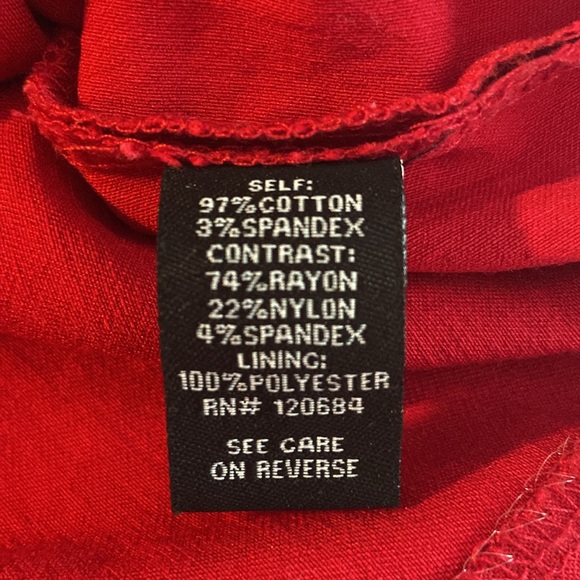 SELF:
97%COTTON
3%SPANDEX
CONTRAST:
74%RAYON
22%NYLON
4%SPANDEX
LINING:
100%POLYESTER
RN# 120684
SEE CARE
ON REVERSE